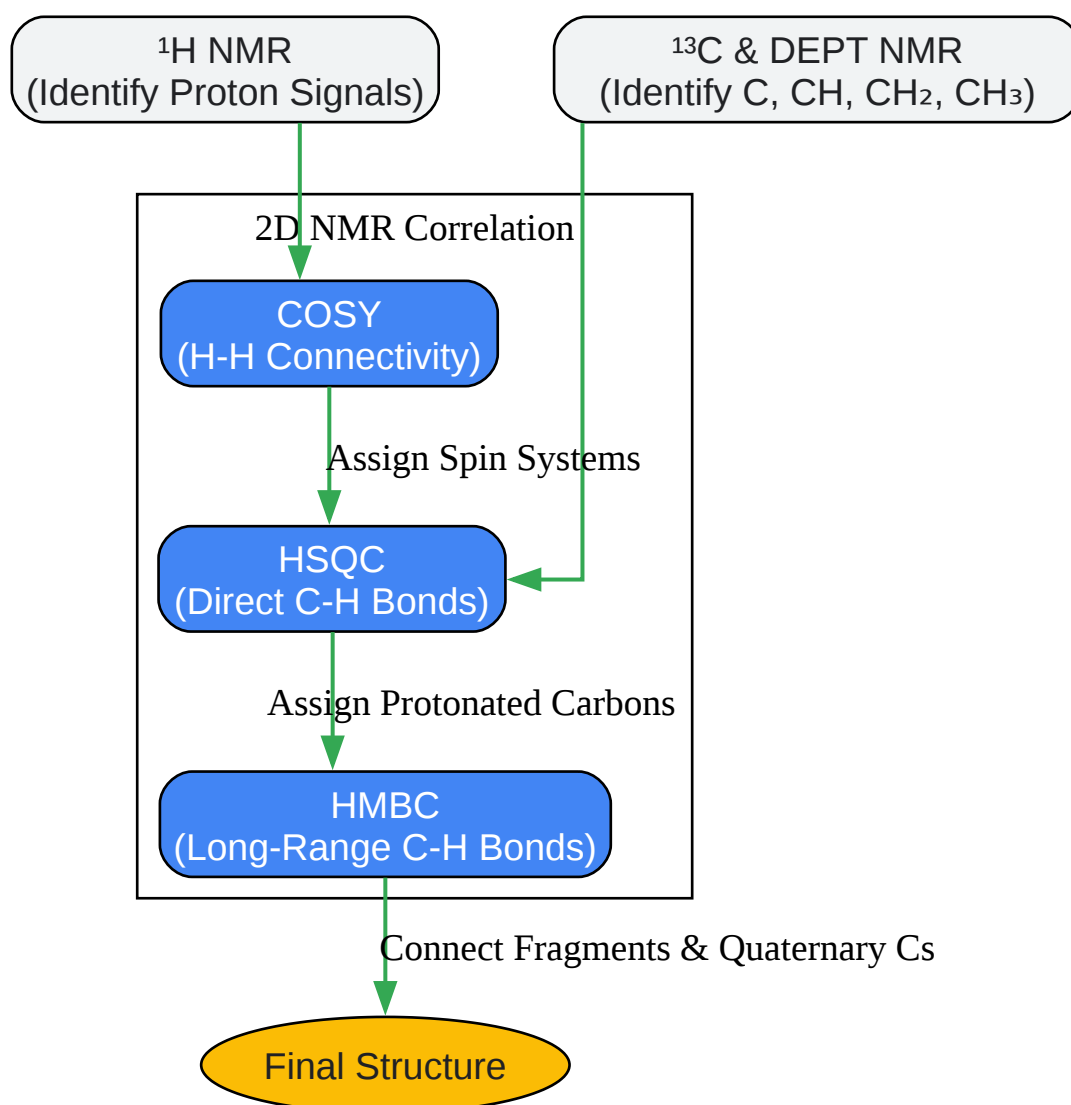 ¹H NMR
(Identify Proton Signals)
¹³C & DEPT NMR
(Identify C, CH, CH₂, CH₃)
2D NMR Correlation
COSY
(H-H Connectivity)
Assign Spin Systems
HSQC
(Direct C-H Bonds)
Assign Protonated Carbons
HMBC
(Long-Range C-H Bonds)
Connect Fragments & Quaternary Cs
Final Structure